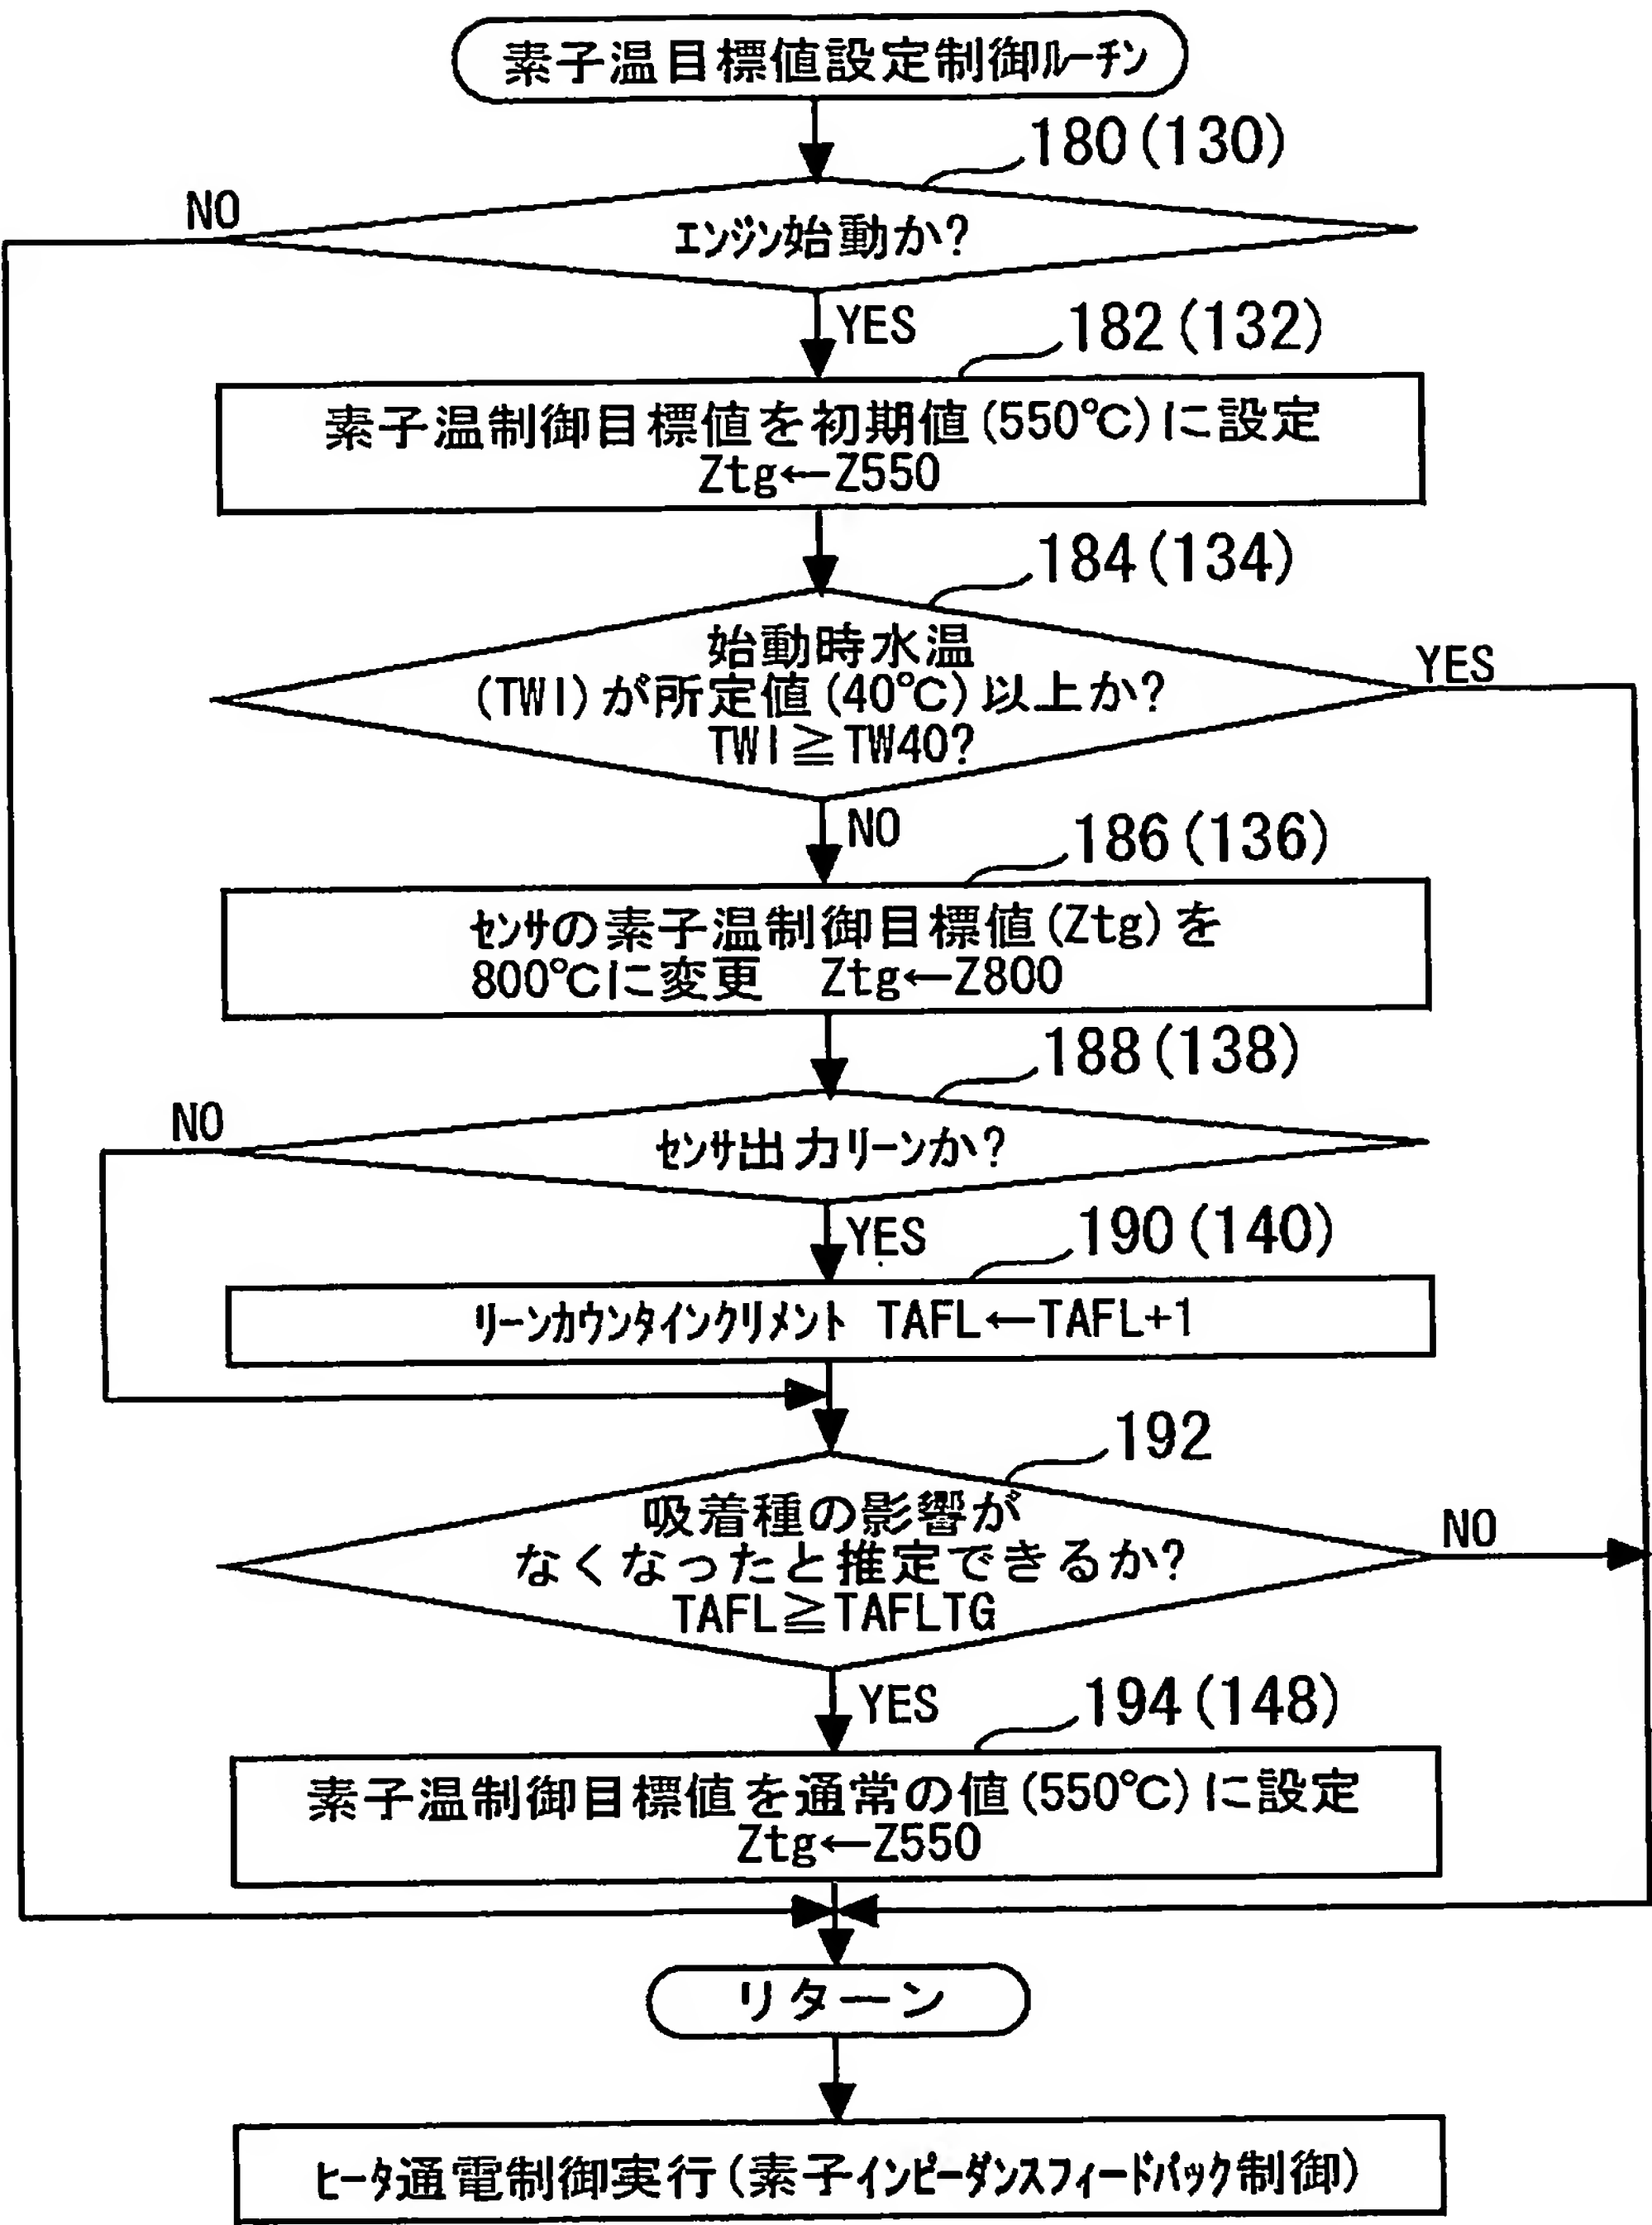 素子温目標値設定制御ルーチン
180(130)
NO
エンジン始動か?
YES
182(132)
素子温制御目標値を初期値(550℃)に設定
Ztg←Z550
184(134)
始動時水温
(TWI)が所定値(40℃)以上か?
TWI≧TW40?
YES
NO
186(136)
センサの素子温制御目標値(Ztg)を
800℃に変更 Ztg←Z800
188(138)
NO
センサ出力リーンか?
YES
190(140)
リーンカウンタインクリメント TAFL←TAFL+1
192
吸着種の影響が
なくなったと推定できるか?
TAFL≧TAFLTG
NO
YES
194(148)
素子温制御目標値を通常の値(550℃)に設定
Ztg←Z550
リターン
ヒータ通電制御実行(素子インピーダンスフィードバック制御)